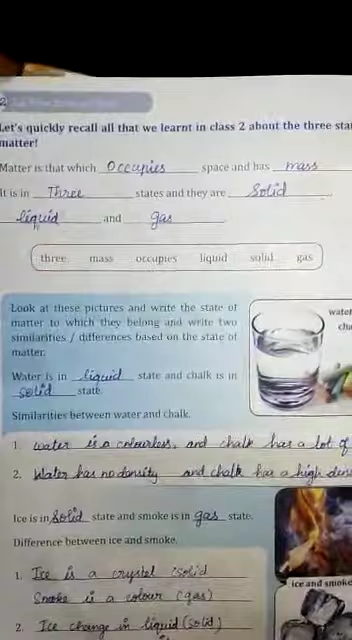 2
Let's quickly recall all that we learnt in class 2 about the three
matter!
Matter is that which occupies space and has mass
It is in Three states and they are Solid
liquid and gas
three mass occupies liquid solid gas
Look at these pictures and write the state of
matter to which they belong and write two
similarities / differences based on the state of
matter.
Water is in liquid state and chalk is in
solid state.
Similarities between water and chalk.
1. water is a colourless, and chalk has a lot of
2. Water has no dansity and chalk has a high
Ice is in solid state and smoke is in gas state.
Difference between ice and smoke.
1. Ice is a crystal (solid
Smoke is a colour (gas)
2. Ice change in liquid (solid)
ice and smoke